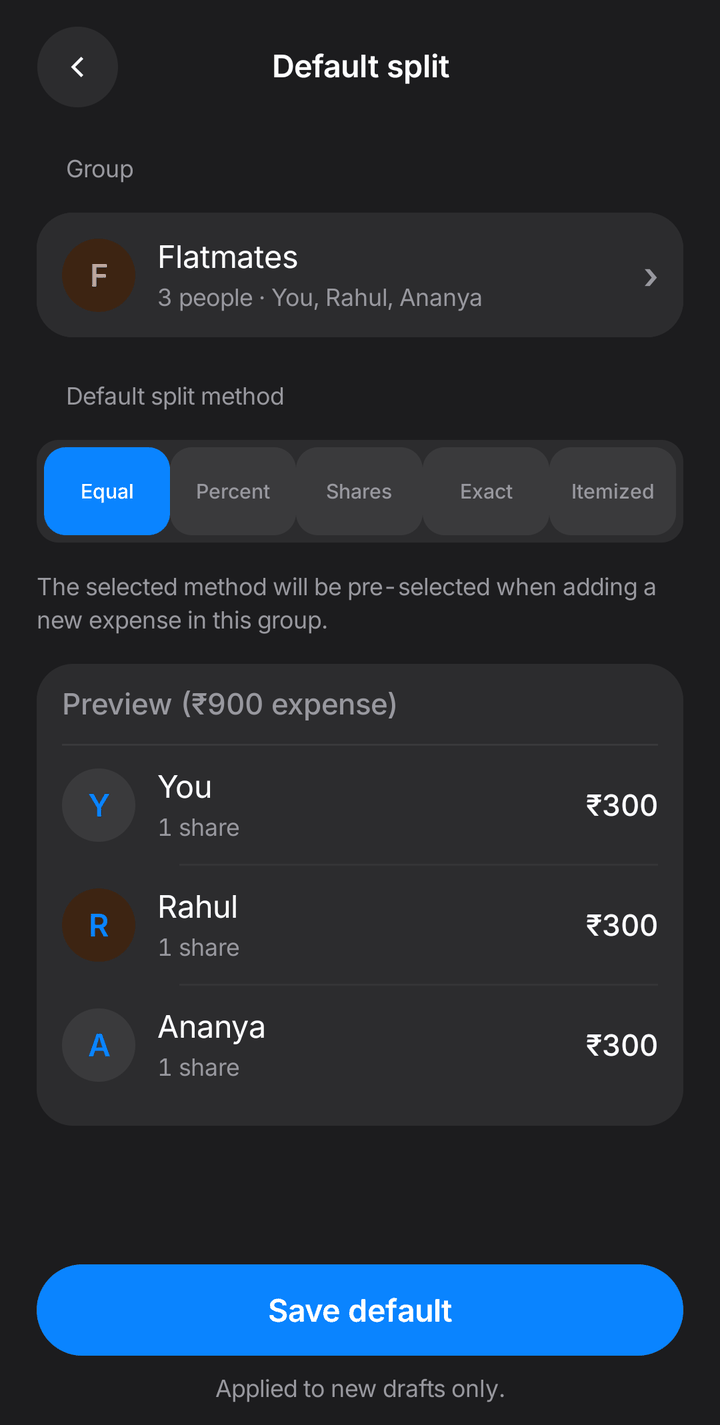 Default split
Group
F
Flatmates
3 people · You, Rahul, Ananya
Default split method
Equal
Percent
Shares
Exact
Itemized
The selected method will be pre-selected when adding a
new expense in this group.
Preview (₹900 expense)
Y
You
1 share
₹300
R
Rahul
1 share
₹300
A
Ananya
1 share
₹300
Save default
Applied to new drafts only.